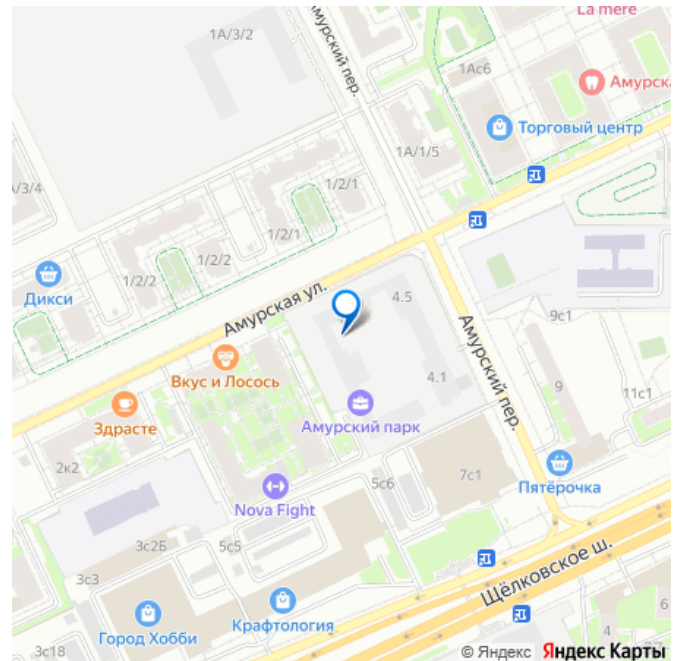 La mere
1А/3/2
Амурский пер.
1Ас6
Амурска
Торговый центр
1А/1/5
1/2/1
/3/4
1/2/1
1/2/2
1/2/2
Дикси
Амурская ул.
4.5
9с1
Амурский пер.
Вкус и Лосось
4.1
9
11с1
Здрасте
Амурский парк
2к2
7с1
5с6
Пятёрочка
Nova Fight
3с2Б
5с5
3с3
Щёлковское ш.
Крафтология
Город Хобби
6
4
3с18
27
© Яндекс Яндекс Карты